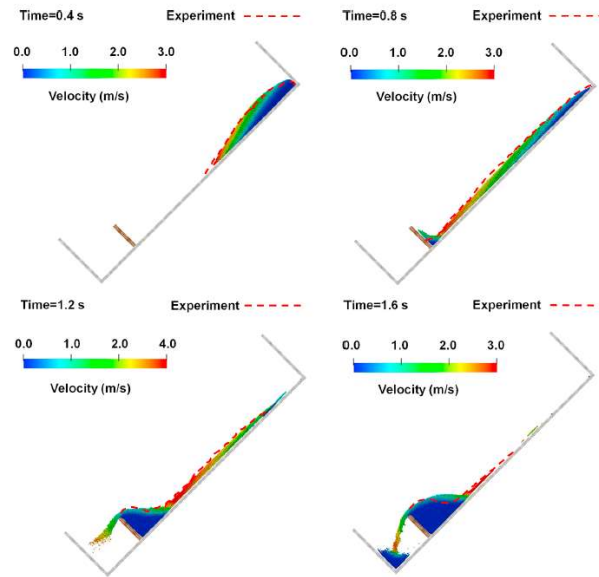 Time=0.4 s
Experiment
0.0 1.0 2.0 3.0
Velocity (m/s)
Time=0.8 s
Experiment
0.0 1.0 2.0 3.0
Velocity (m/s)
Time=1.2 s
Experiment
0.0 1.0 2.0 4.0
Velocity (m/s)
Time=1.6 s
Experiment
0.0 1.0 2.0 3.0
Velocity (m/s)